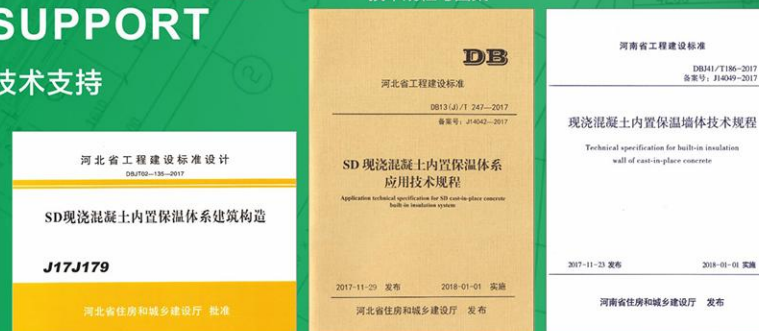 SUPPORT
技术支持
河北省工程建设标准设计
DBJT02—135—2017
SD现浇混凝土内置保温体系建筑构造
J17J179
河北省住房和城乡建设厅 批准
DB
河北省工程建设标准
DB13(J)/T 247—2017
备案号：J14042—2017
SD 现浇混凝土内置保温体系
应用技术规程
Application technical specification for SD cast-in-place concrete
built-in insulation system
2017-11-29 发布 2018-01-01 实施
河北省住房和城乡建设厅 发布
河南省工程建设标准
DBJ41/T186-2017
备案号：J14049-2017
现浇混凝土内置保温墙体技术规程
Technical specification for built-in insulation
wall of cast-in-place concrete
2017-11-23 发布 2018-01-01 实施
河南省住房和城乡建设厅 发布